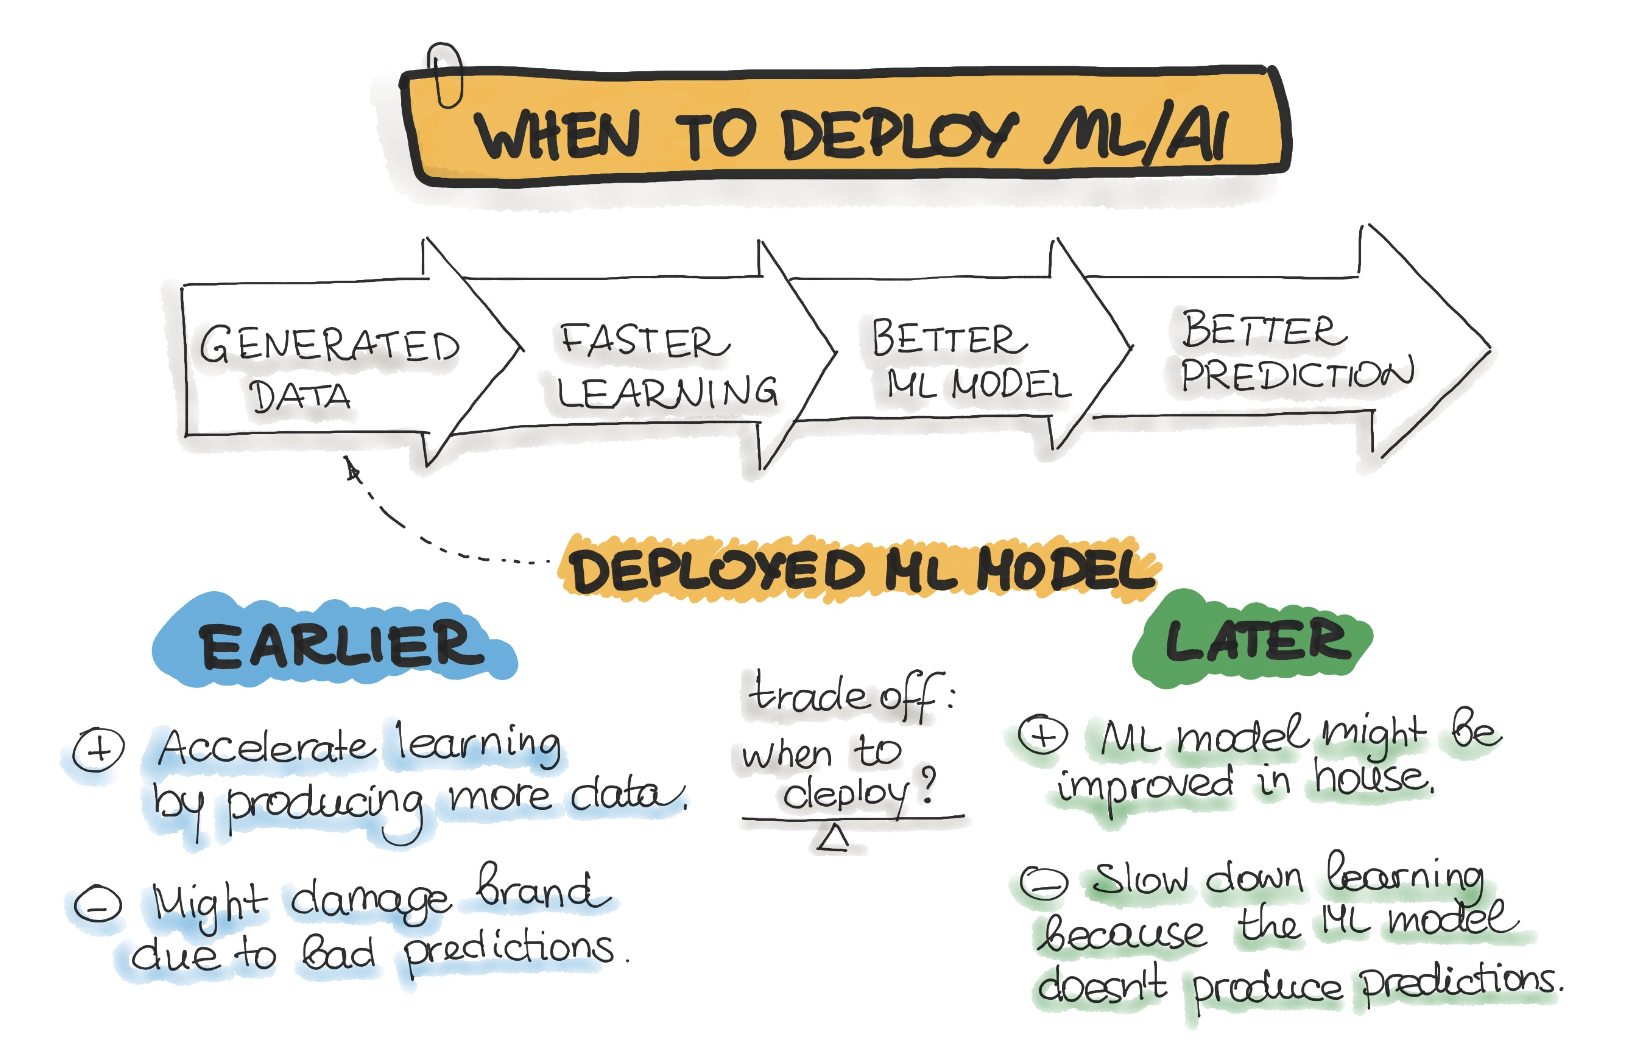 WHEN TO DEPLOY ML/AI
GENERATED
DATA
FASTER
LEARNING
BETTER
ML MODEL
BETTER
PREDICTION
DEPLOYED ML MODEL
EARLIER
+ Accelerate learning
by producing more data.
- Might damage brand
due to bad predictions.
trade off:
when to
deploy?
LATER
+ ML model might be
improved in house.
- Slow down learning
because the ML model
doesn't produce predictions.